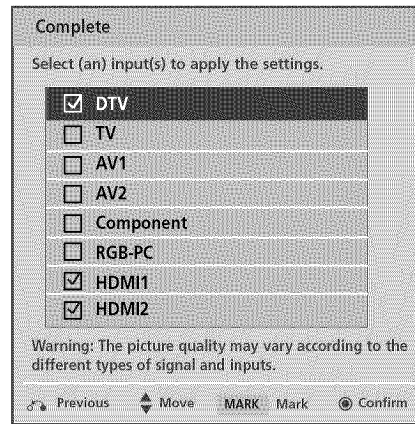 Complete
Select (an) input(s) to apply the settings.
DTV
TV
AV1
AV2
Component
RGB-PC
HDMI1
HDMI2
Warning: The picture quality may vary according to the
different types of signal and inputs.
Previous Move MARK Mark Confirm